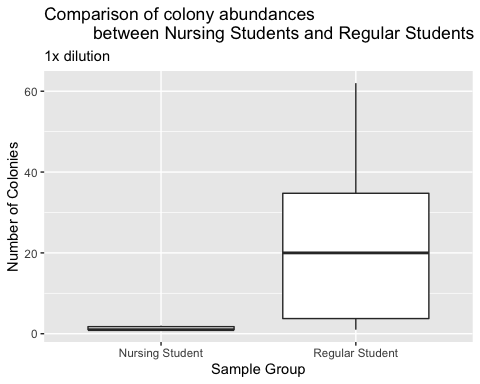 Comparison of colony abundances
between Nursing Students and Regular Students
1x dilution
Number of Colonies
60
40
20
0
Nursing Student
Regular Student
Sample Group